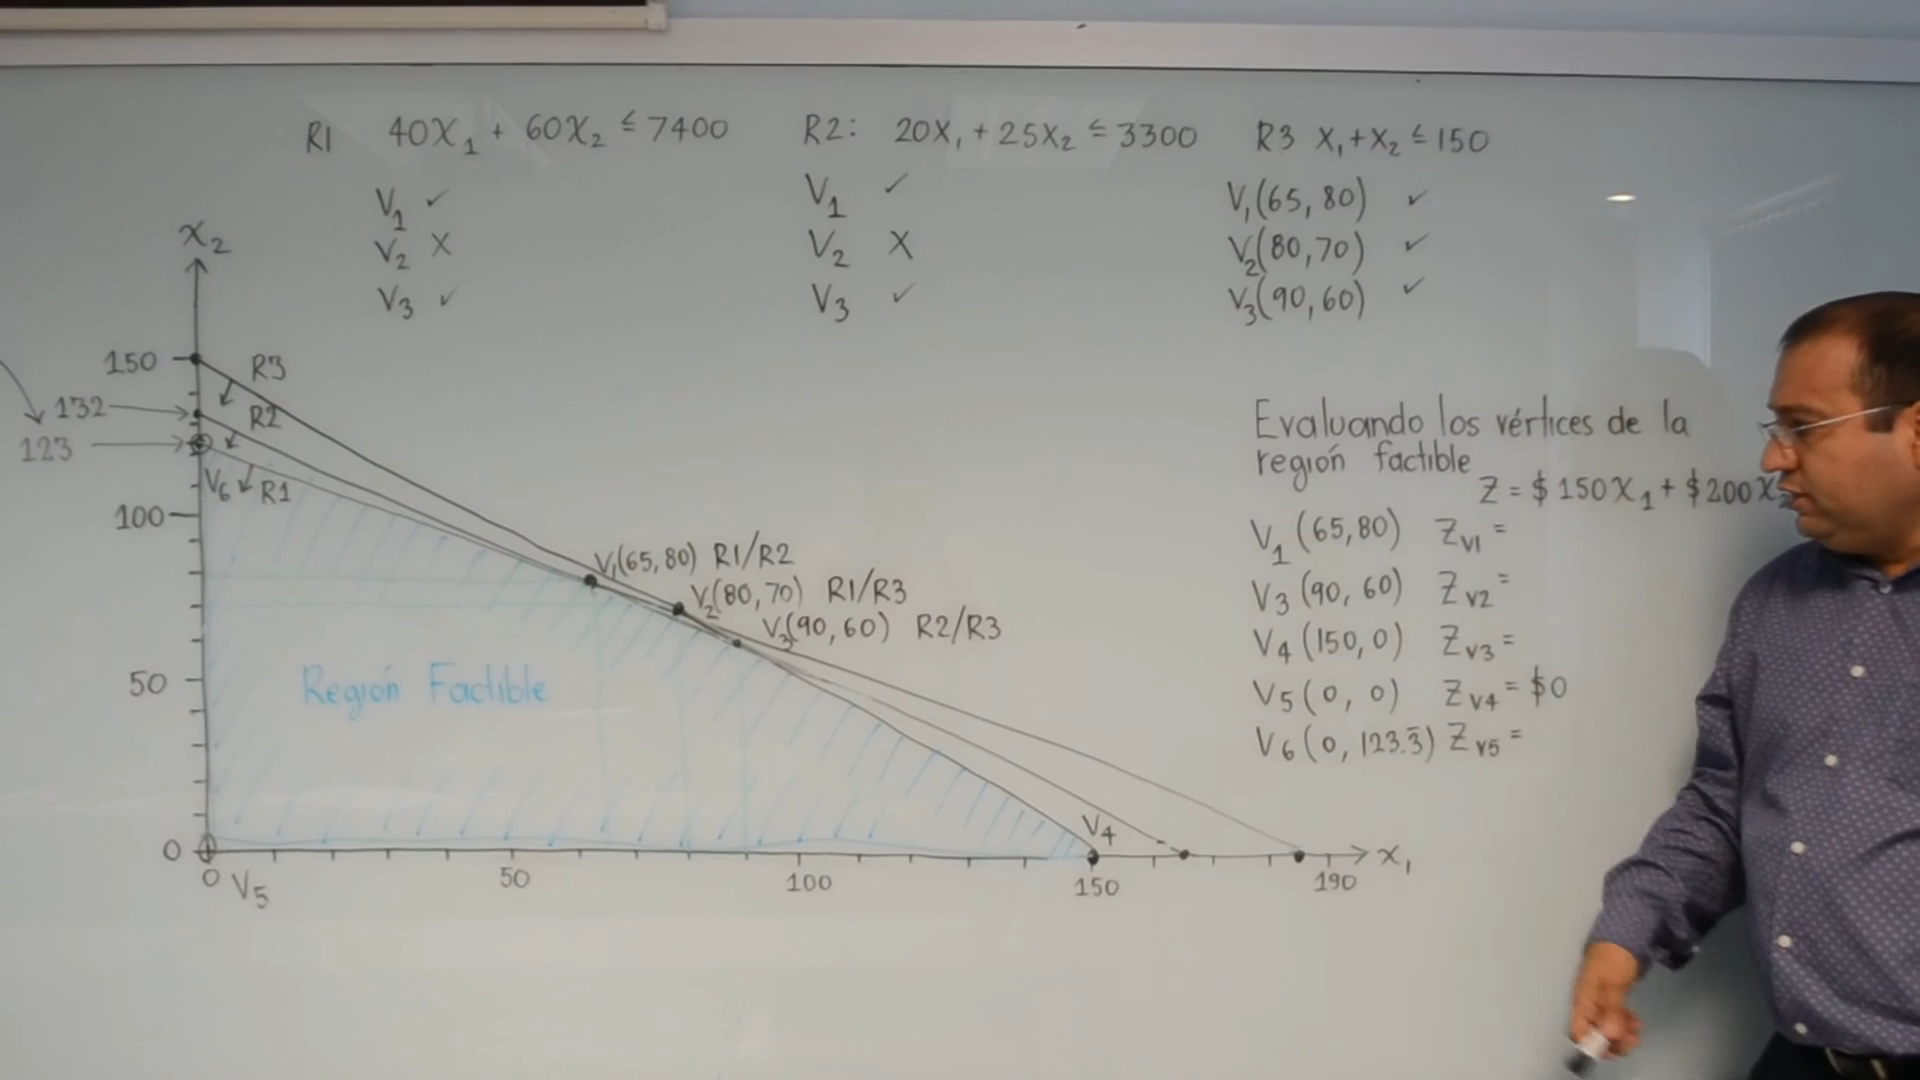 R1 40X₁ + 60X₂ ≤ 7400 R2: 20X₁ + 25X₂ ≤ 3300 R3 X₁+X₂ ≤ 150
V₁ ✓ V₁ ✓ V₁(65, 80) ✓
V₂ X V₂ X V₂(80,70) ✓
V₃ ✓ V₃ ✓ V₃(90,60) ✓
X₂
150
R3
132
R2
123
V₆ R1
100
V₁(65,80) R1/R2
V₂(80,70) R1/R3
V₃(90,60) R2/R3
50
Región Factible
V₄
0
X₁
0 V₅ 50 100 150 190
Evaluando los vértices de la
región factible
Z = $150X₁ + $200X
V₁ (65,80) Zv₁ =
V₃ (90, 60) Zv₂ =
V₄ (150, 0) Zv₃ =
V₅ (0, 0) Zv₄ = $0
V₆ (0, 123.3̅) Zv₅ =